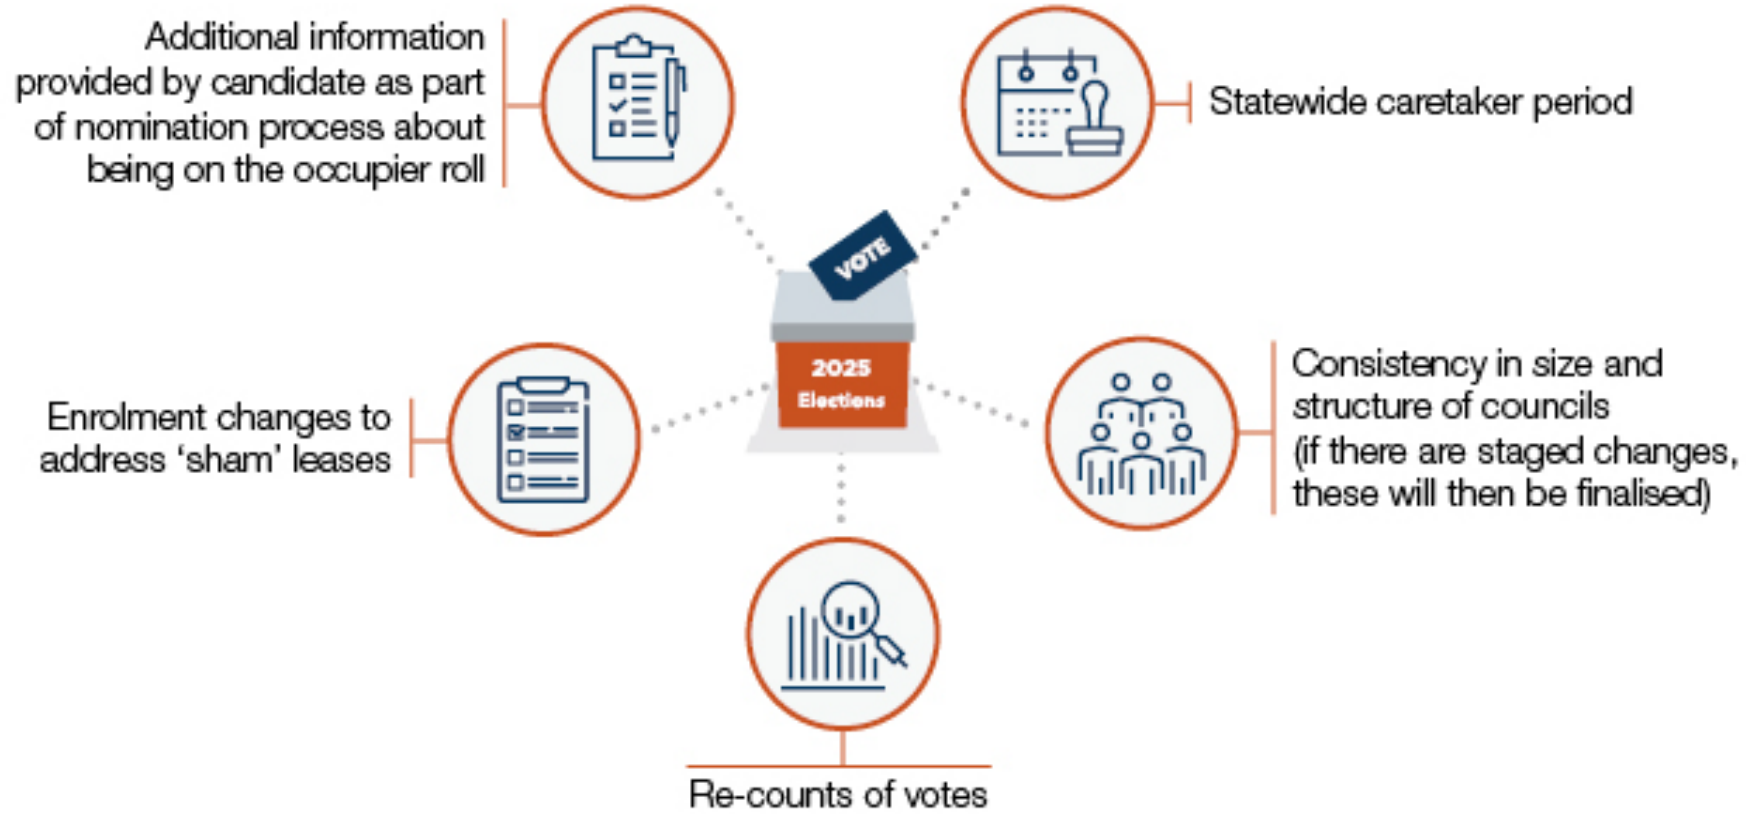 Additional information
provided by candidate as part
of nomination process about
being on the occupier roll
Statewide caretaker period
VOTE
2025
Elections
Enrolment changes to
address ‘sham’ leases
Consistency in size and
structure of councils
(if there are staged changes,
these will then be finalised)
Re-counts of votes